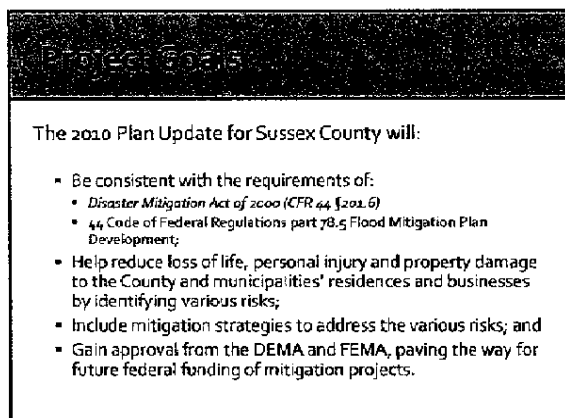 Project Goals
The 2010 Plan Update for Sussex County will:
▪ Be consistent with the requirements of:
▪ Disaster Mitigation Act of 2000 (CFR 44 §201.6)
▪ 44 Code of Federal Regulations part 78.5 Flood Mitigation Plan
Development;
▪ Help reduce loss of life, personal injury and property damage
to the County and municipalities' residences and businesses
by identifying various risks;
▪ Include mitigation strategies to address the various risks; and
▪ Gain approval from the DEMA and FEMA, paving the way for
future federal funding of mitigation projects.